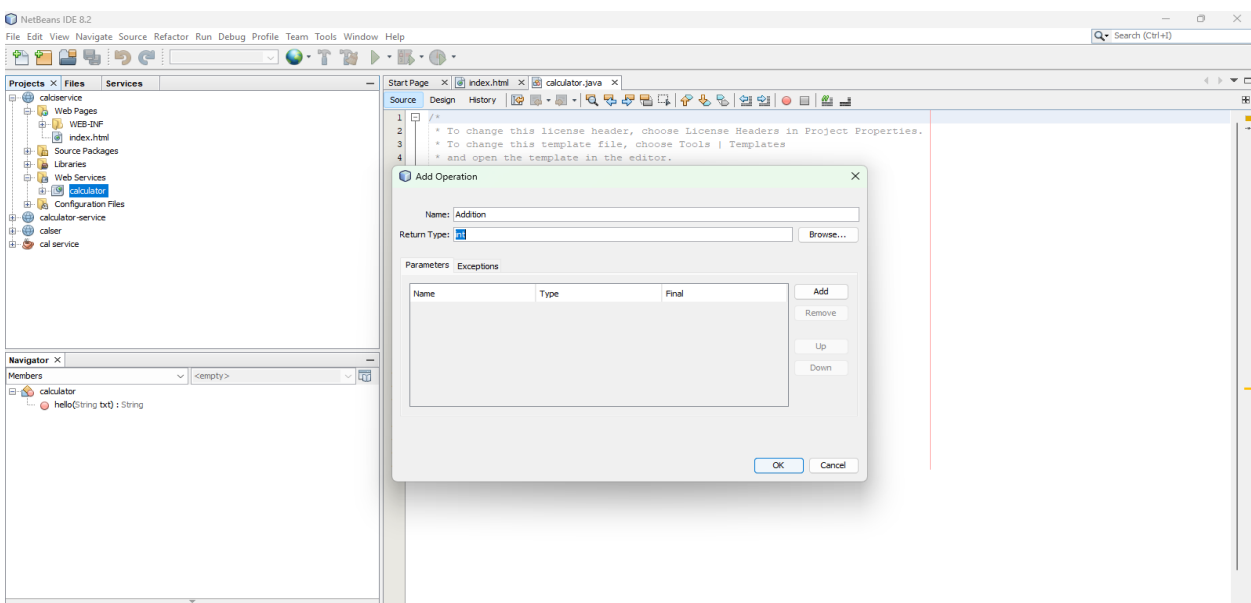 NetBeans IDE 8.2
File Edit View Navigate Source Refactor Run Debug Profile Team Tools Window Help
Search (Ctrl+I)
Projects Files Services
calciservice
Web Pages
WEB-INF
index.html
Source Packages
Libraries
Web Services
calculator
Configuration Files
calculator-service
calser
cal service
Navigator
Members <empty>
calculator
hello(String txt) : String
Start Page index.html calculator.java
Source Design History
1 /*
2 * To change this license header, choose License Headers in Project Properties.
3 * To change this template file, choose Tools | Templates
4 * and open the template in the editor.
Add Operation
Name: Addition
Return Type: int Browse...
Parameters Exceptions
Name Type Final
Add
Remove
Up
Down
OK Cancel